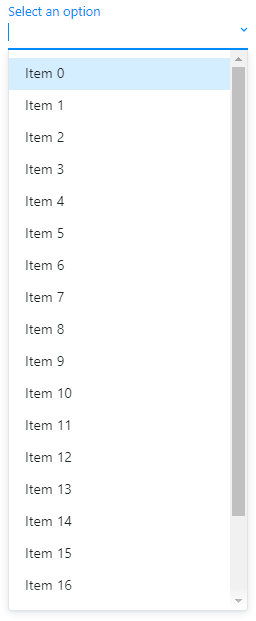 Select an option
Item 0
Item 1
Item 2
Item 3
Item 4
Item 5
Item 6
Item 7
Item 8
Item 9
Item 10
Item 11
Item 12
Item 13
Item 14
Item 15
Item 16